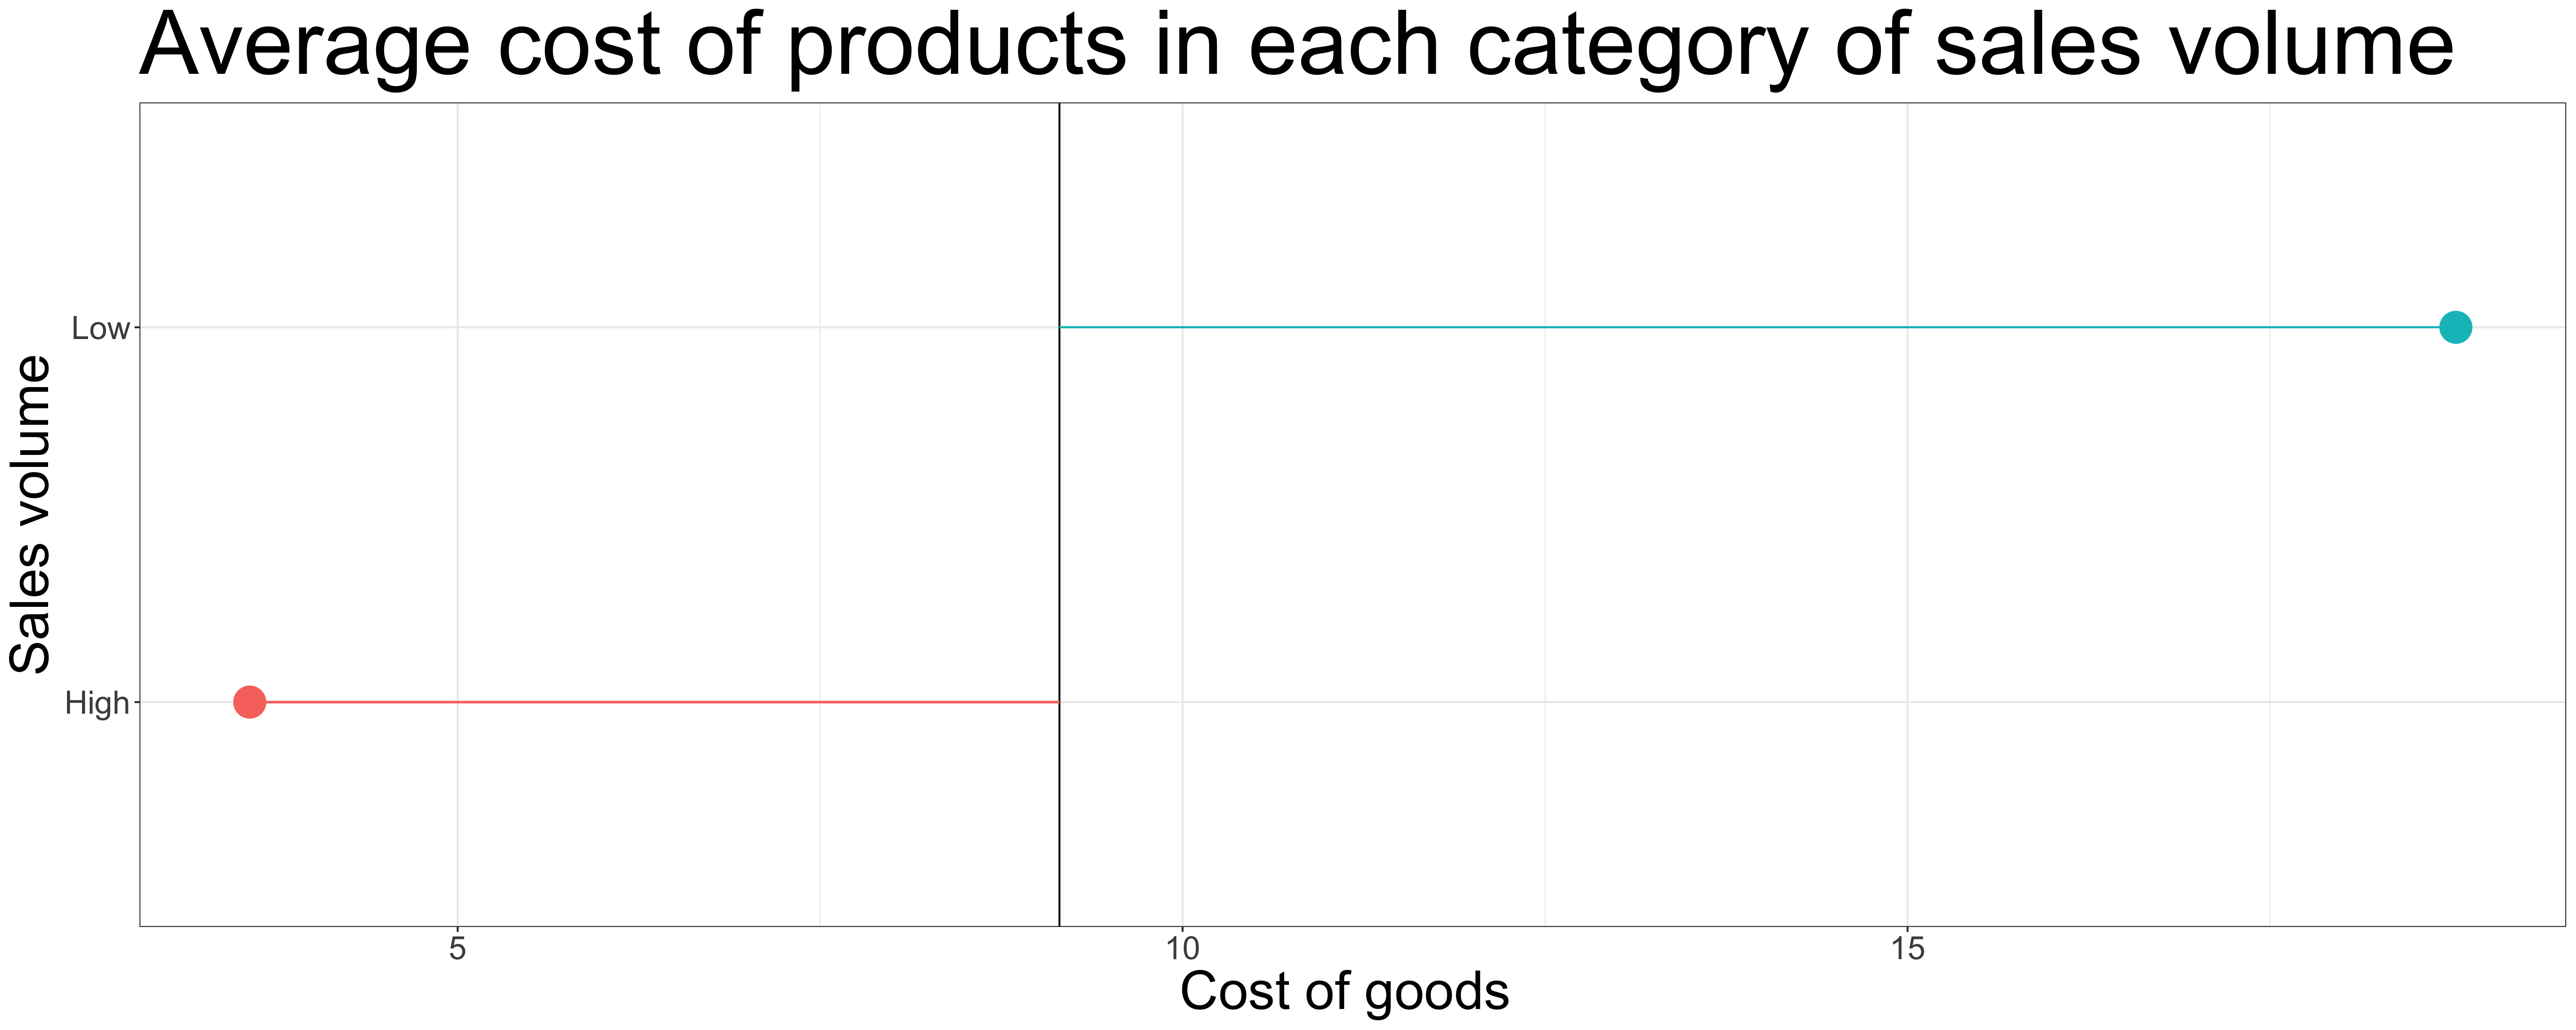 Average cost of products in each category of sales volume
Sales volume
Low
High
5
10
15
Cost of goods